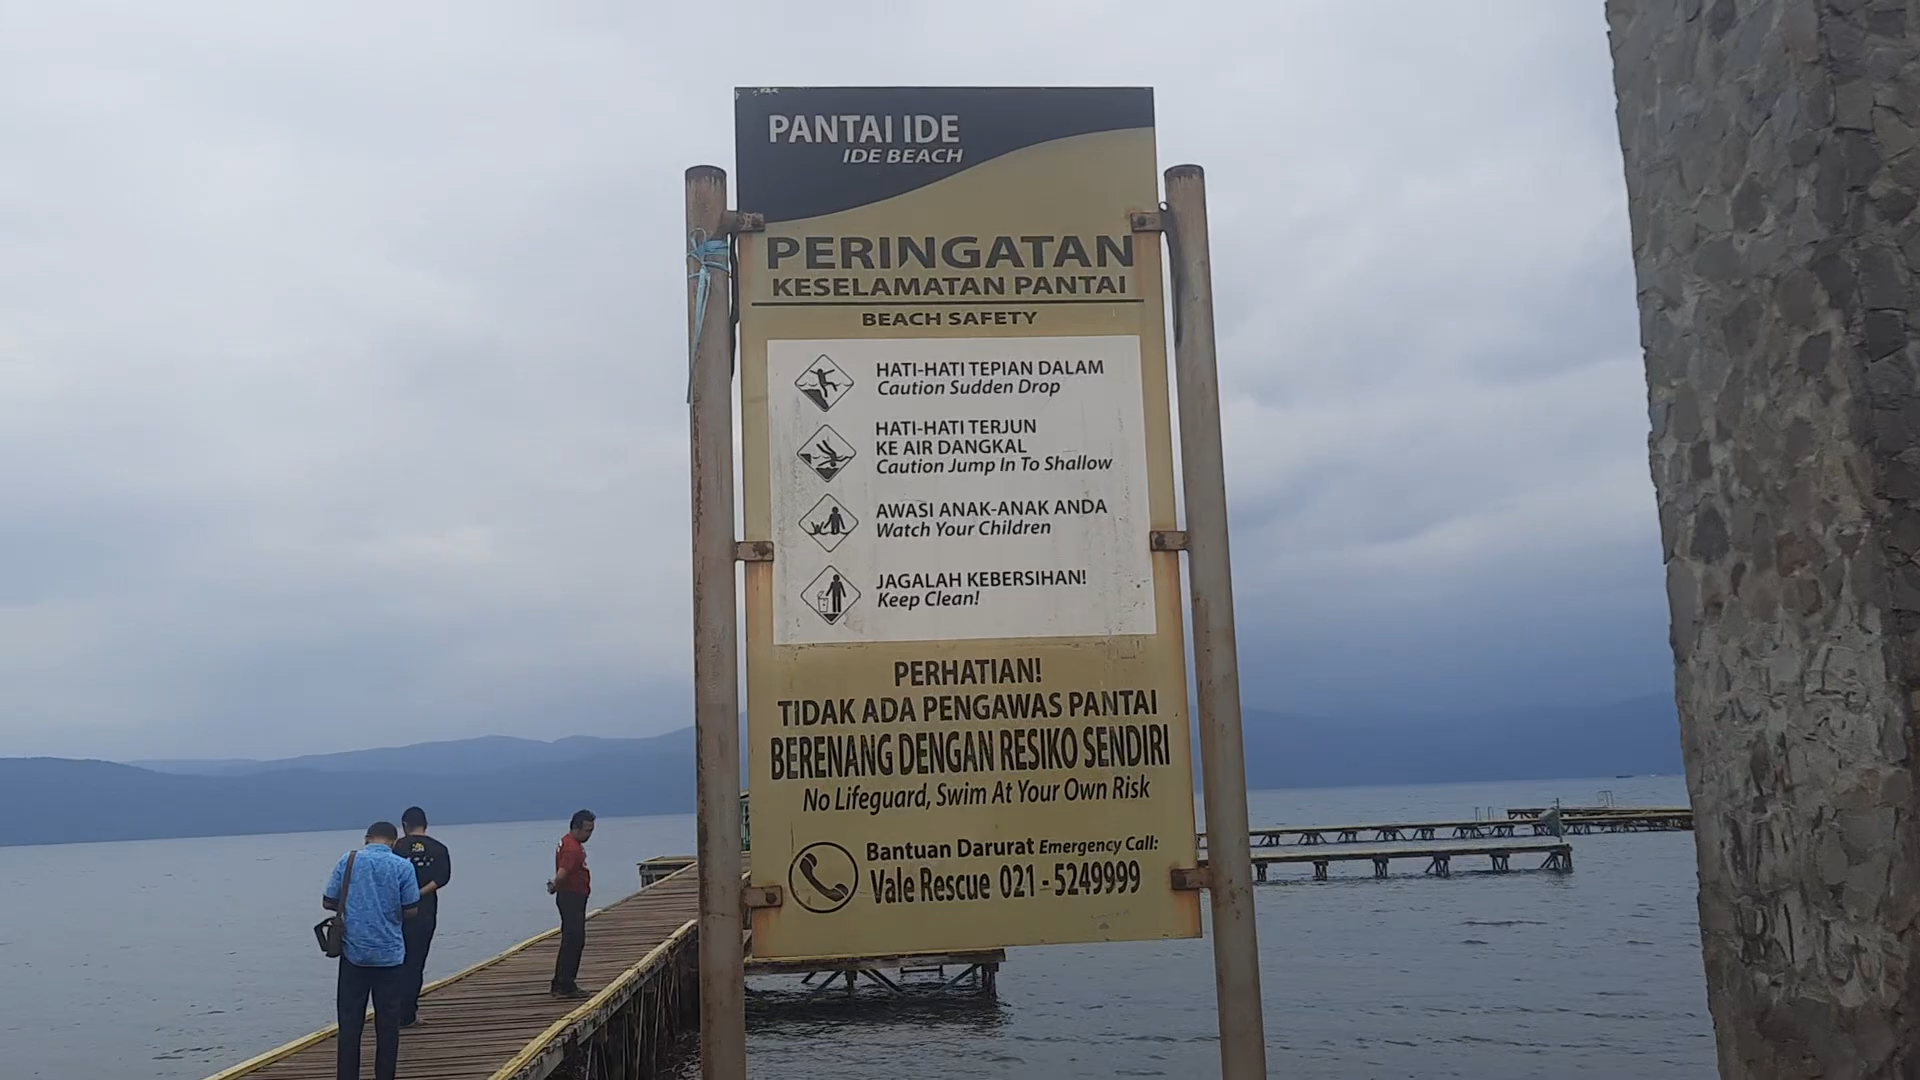 PANTAI IDE
IDE BEACH
PERINGATAN
KESELAMATAN PANTAI
BEACH SAFETY
HATI-HATI TEPIAN DALAM
Caution Sudden Drop
HATI-HATI TERJUN
KE AIR DANGKAL
Caution Jump In To Shallow
AWASI ANAK-ANAK ANDA
Watch Your Children
JAGALAH KEBERSIHAN!
Keep Clean!
PERHATIAN!
TIDAK ADA PENGAWAS PANTAI
BERENANG DENGAN RESIKO SENDIRI
No Lifeguard, Swim At Your Own Risk
Bantuan Darurat Emergency Call:
Vale Rescue 021 - 5249999